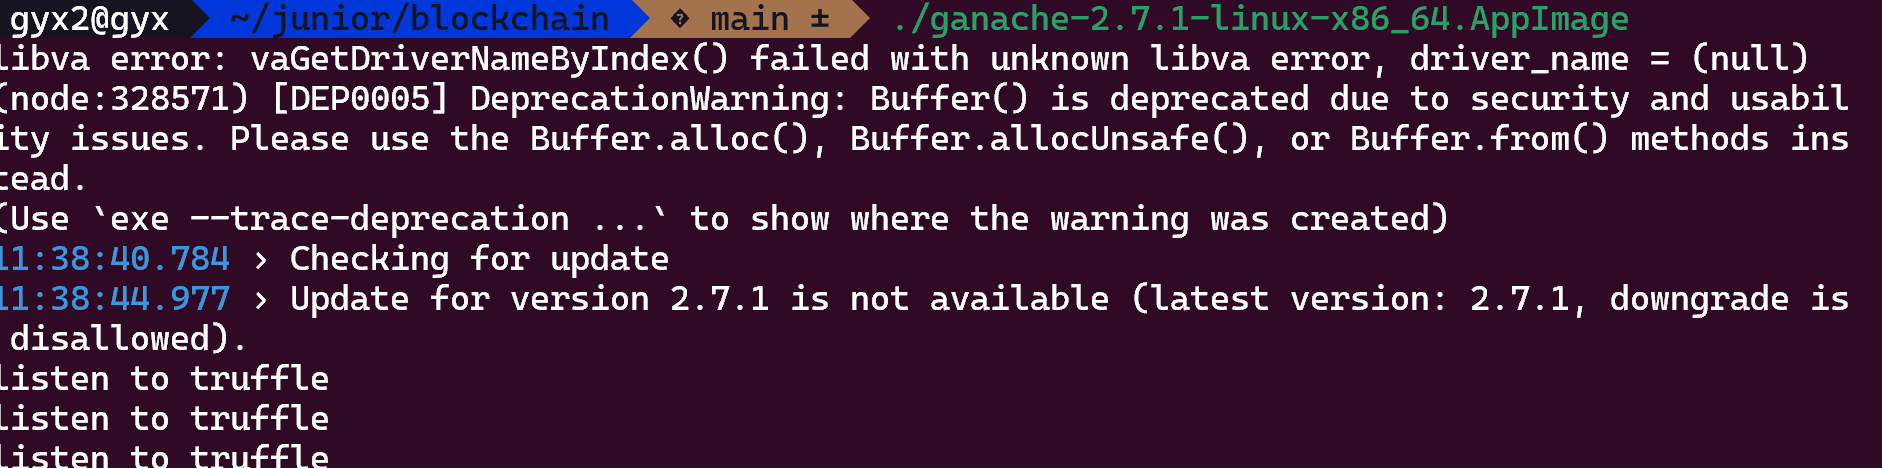 gyx2@gyx ~/junior/blockchain � main ± ./ganache-2.7.1-linux-x86_64.AppImage
libva error: vaGetDriverNameByIndex() failed with unknown libva error, driver_name = (null)
(node:328571) [DEP0005] DeprecationWarning: Buffer() is deprecated due to security and usabil
ity issues. Please use the Buffer.alloc(), Buffer.allocUnsafe(), or Buffer.from() methods ins
tead.
(Use `exe --trace-deprecation ...` to show where the warning was created)
11:38:40.784 › Checking for update
11:38:44.977 › Update for version 2.7.1 is not available (latest version: 2.7.1, downgrade is
disallowed).
listen to truffle
listen to truffle
listen to truffle